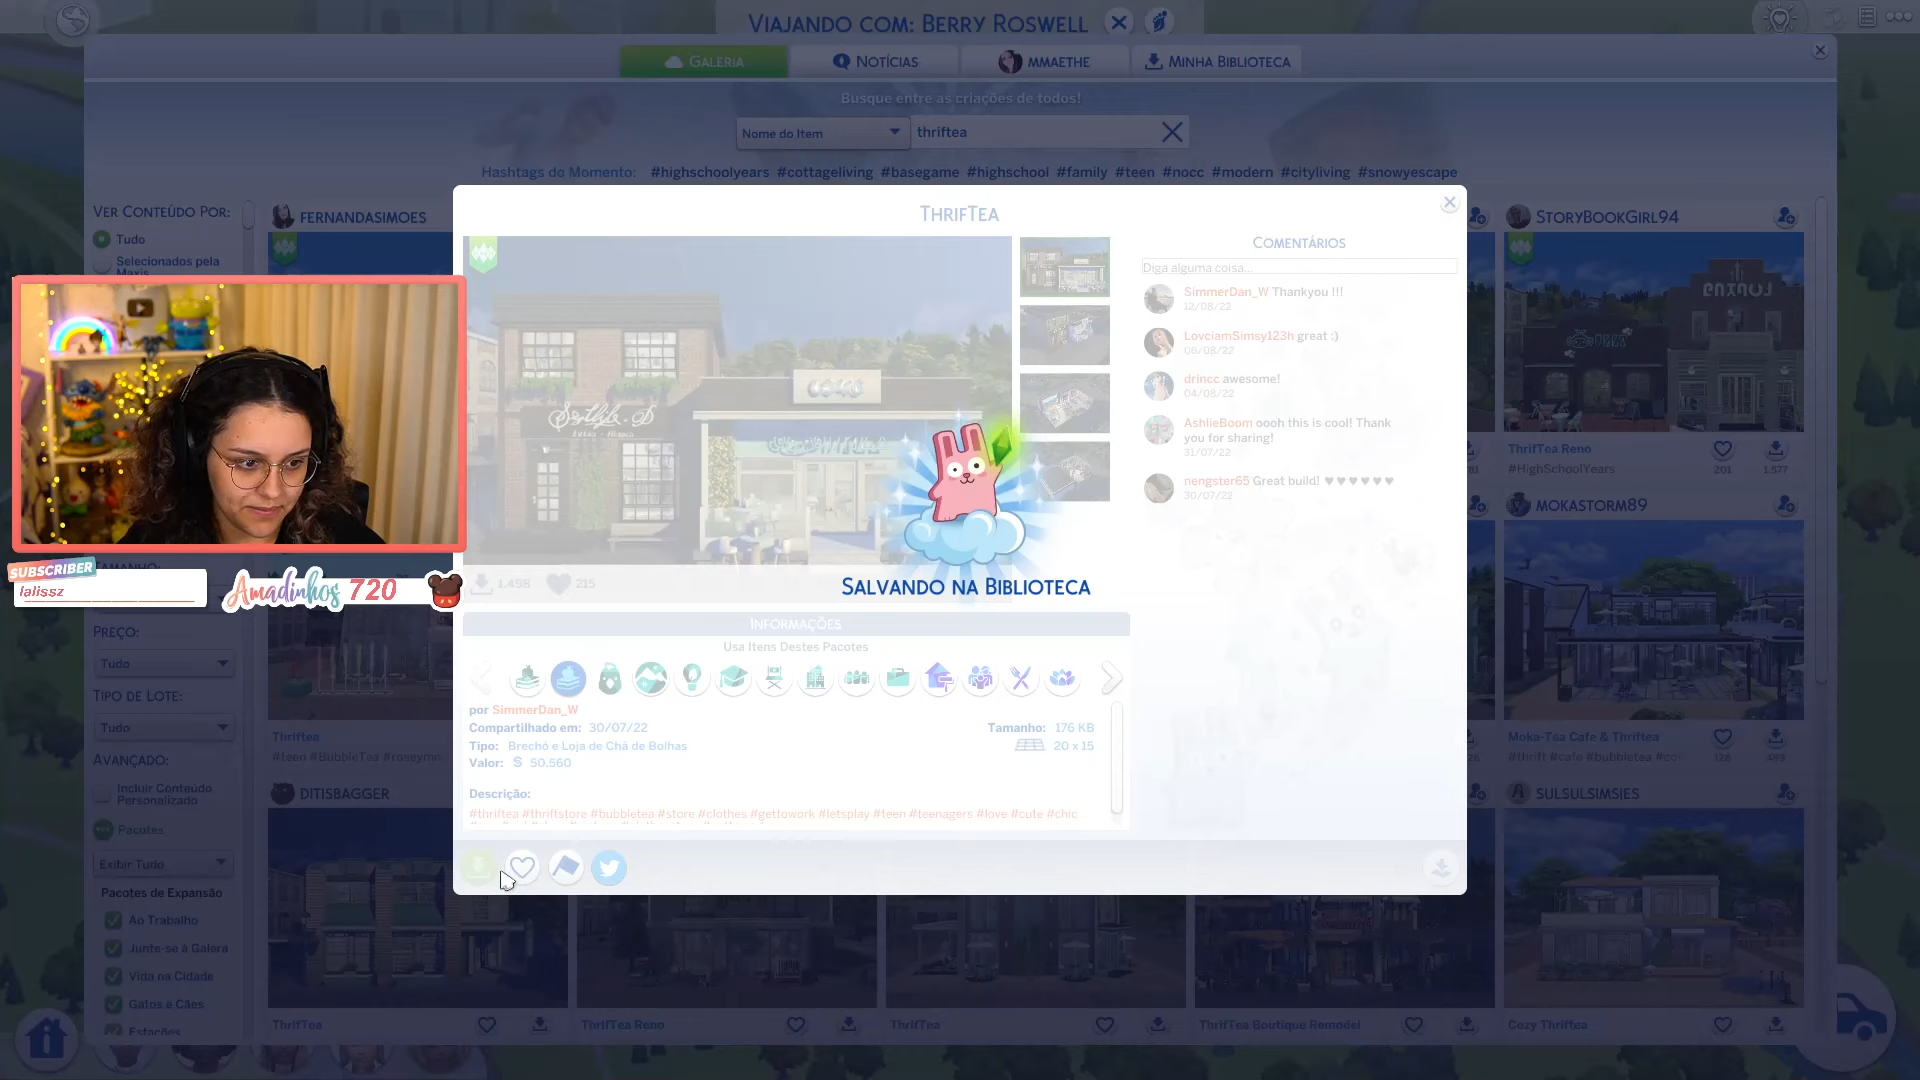 Viajando com: Berry Roswell
Galeria
Notícias
mmaethe
Minha Biblioteca
Busque entre as criações de todos!
Nome do Item
thriftea
Hashtags do Momento: #highschoolyears #cottageliving #basegame #highschool #family #teen #nocc #modern #cityliving #snowyescape
Ver Conteúdo Por:
Tudo
Selecionados pela
Maxis
fernandasimoes
StoryBookGirl94
ThrifTea
Comentários
Diga alguma coisa...
SimmerDan_W Thankyou !!!
12/08/22
LovciamSimsy123h great :)
06/08/22
drincc awesome!
04/08/22
AshlieBoom oooh this is cool! Thank
you for sharing!
31/07/22
nengster65 Great build! ♥♥♥♥♥♥
30/07/22
1.498
215
Salvando na Biblioteca
Informações
Usa Itens Destes Pacotes
por SimmerDan_W
Compartilhado em: 30/07/22
Tamanho: 176 KB
Tipo: Brechó e Loja de Chá de Bolhas
20 x 15
Valor: § 50.560
Descrição:
#thriftea #thriftstore #bubbletea #store #clothes #gettowork #letsplay #teen #teenagers #love #cute #chic
SUBSCRIBER
lalissz
Amadinhos 720
Tamanho:
Preço:
Tudo
Tipo de Lote:
Tudo
Avançado:
Incluir Conteúdo
Personalizado
Pacotes
Exibir Tudo
Pacotes de Expansão
Ao Trabalho
Junte-se à Galera
Vida na Cidade
Gatos e Cães
Estações
Thriftea
#teen #BubbleTea #roseymn
ditisbagger
ThrifTea Reno
#HighSchoolYears
201
1.577
mokastorm89
Moka-Tea Cafe & Thriftea
#thrift #cafe #bubbletea #co
128
493
sulsulsimsies
ThrifTea
ThrifTea Reno
ThrifTea
ThrifTea Boutique Remodel
Cozy Thriftea